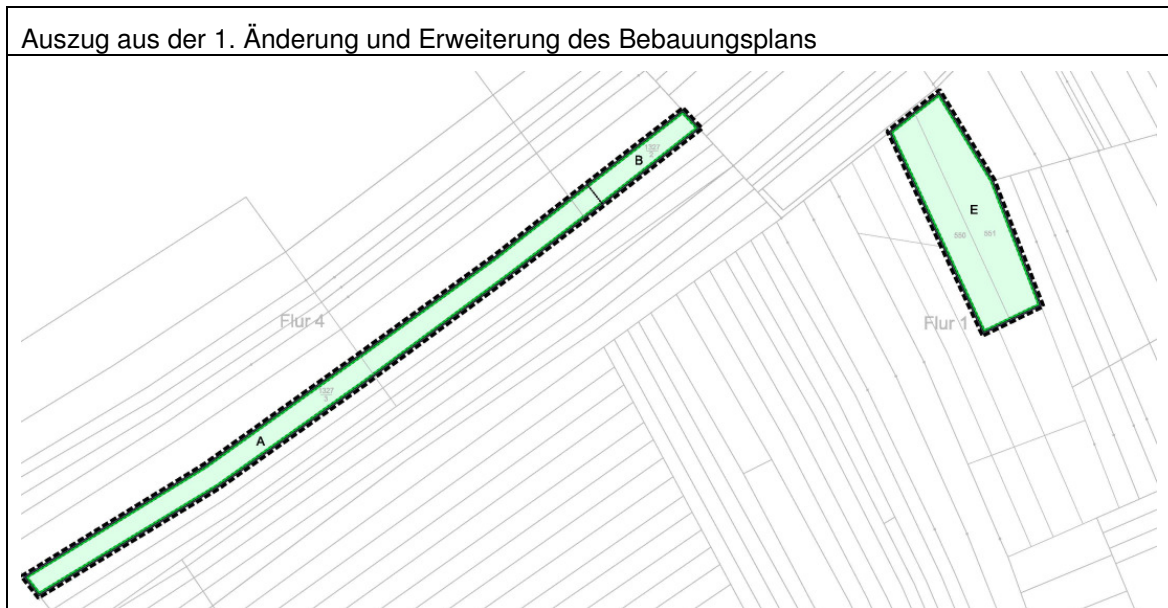 Auszug aus der 1. Änderung und Erweiterung des Bebauungsplans
B
E
Flur 4
Flur 1
A